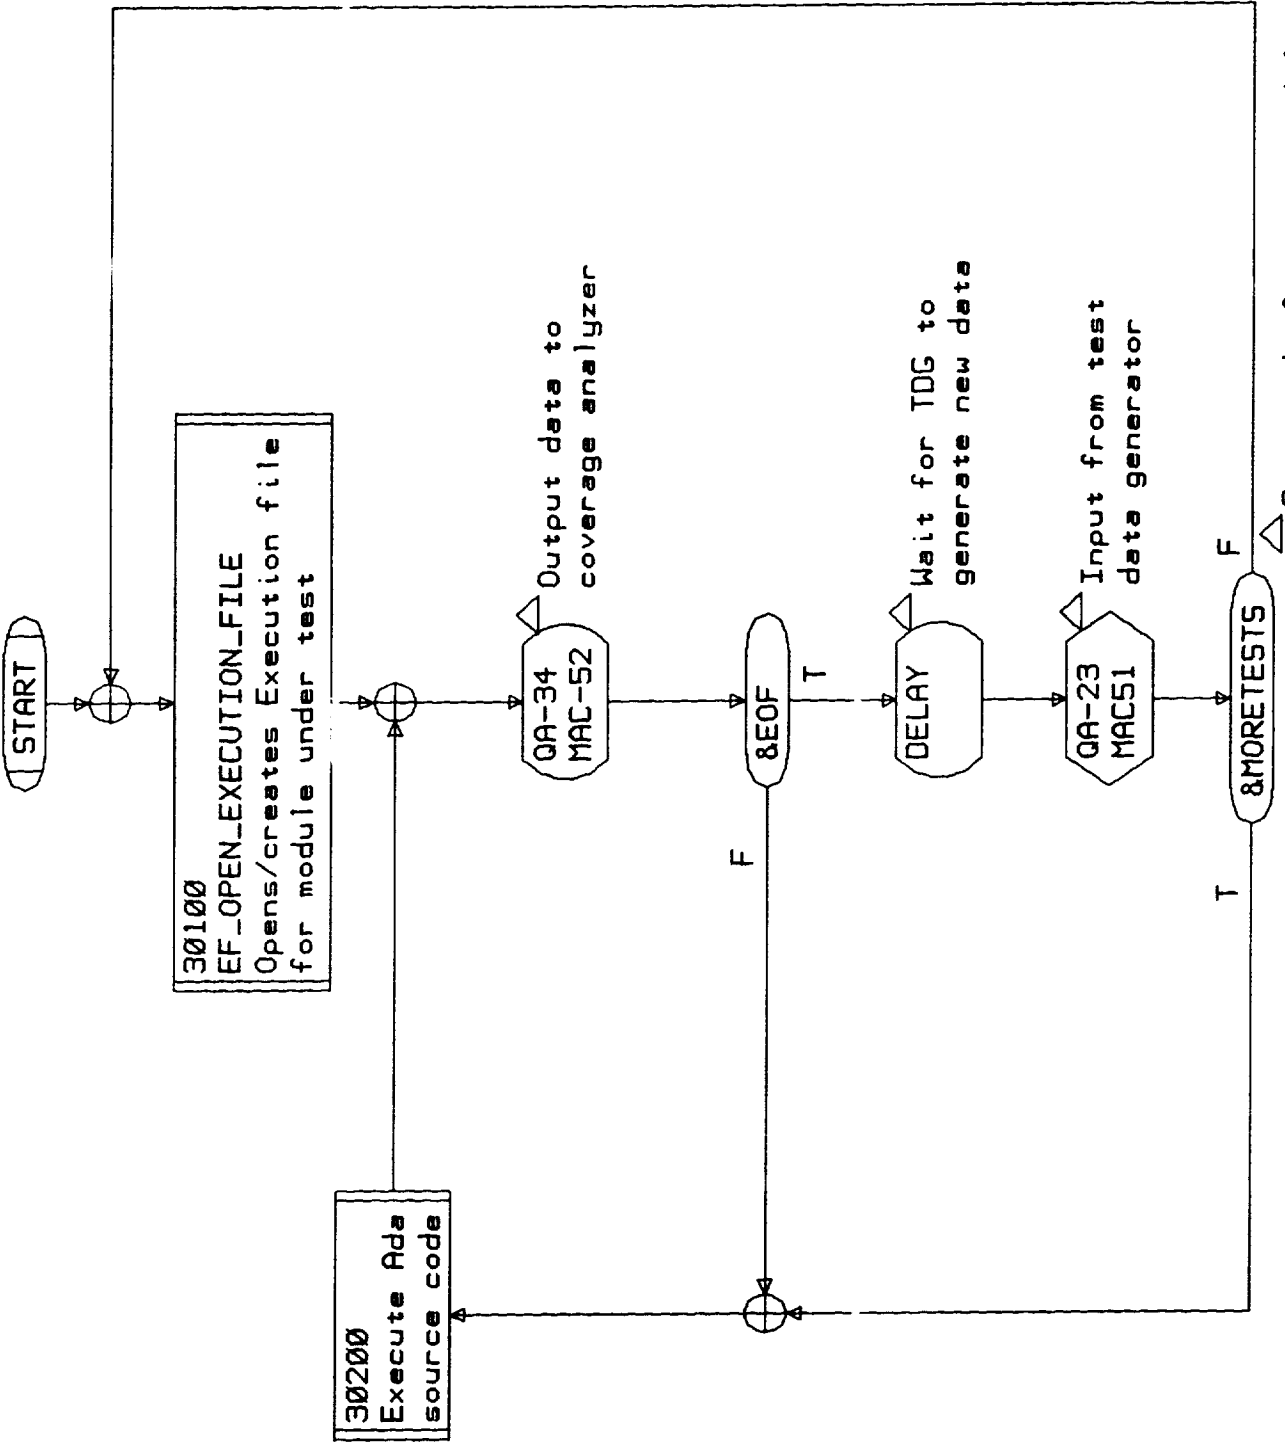 START
30100
EF_OPEN_EXECUTION_FILE
Opens/creates Execution file
for module under test
30200
Execute Ada
source code
QA-34
MAC-52
Output data to
coverage analyzer
&EOF
F
T
DELAY
Wait for TDG to
generate new data
QA-23
MAC51
Input from test
data generator
&MORETESTS
T
F